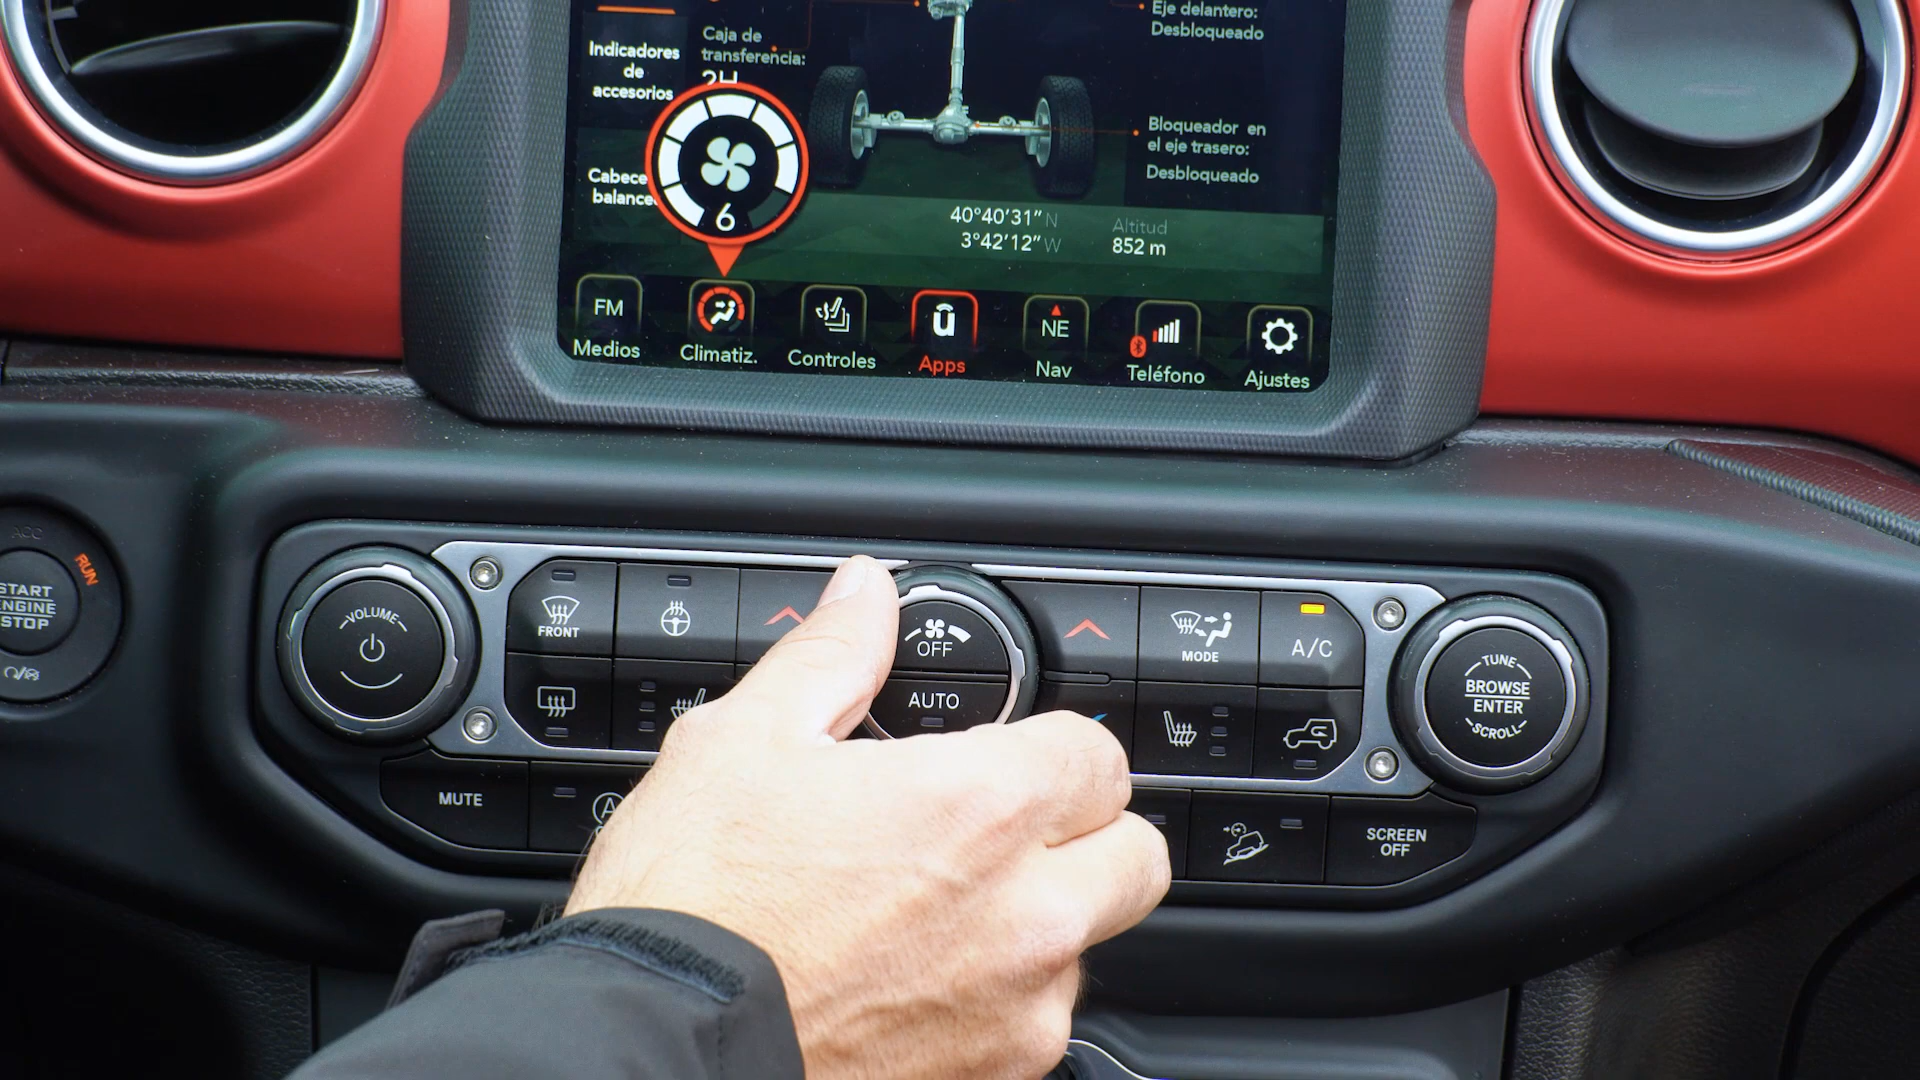 Indicadores
de
accesorios
Caja de
transferencia:
2H
Eje delantero:
Desbloqueado
Bloqueador en
el eje trasero:
Desbloqueado
6
40°40'31" N
3°42'12" W
Altitud
852 m
FM
Medios
Climatiz.
Controles
û
Apps
NE
Nav
Teléfono
Ajustes
ACC
RUN
START
ENGINE
STOP
VOLUME
FRONT
OFF
AUTO
MODE
A/C
TUNE
BROWSE
ENTER
SCROLL
MUTE
A
SCREEN
OFF